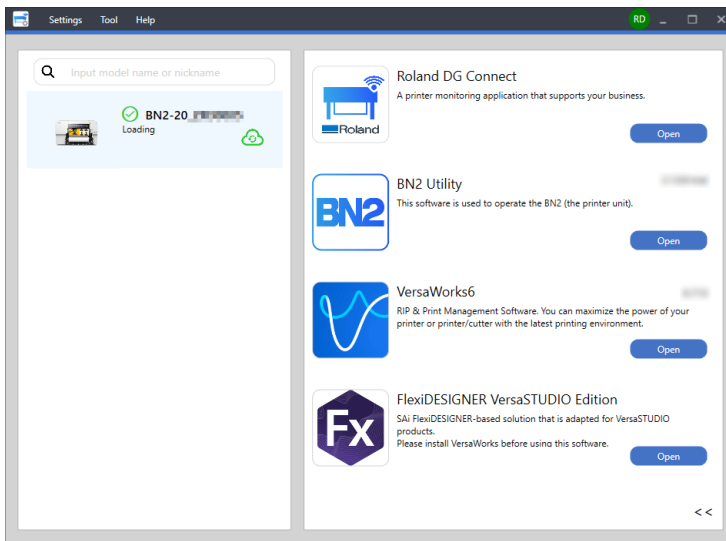 Settings Tool Help RD
Input model name or nickname
BN2-20
Loading
Roland DG Connect
A printer monitoring application that supports your business.
Roland
Open
BN2 Utility
BN2
This software is used to operate the BN2 (the printer unit).
Open
VersaWorks6
RIP & Print Management Software. You can maximize the power of your
printer or printer/cutter with the latest printing environment.
Open
FlexiDESIGNER VersaSTUDIO Edition
Fx
SAi FlexiDESIGNER-based solution that is adapted for VersaSTUDIO
products.
Please install VersaWorks before using this software.
Open
<<